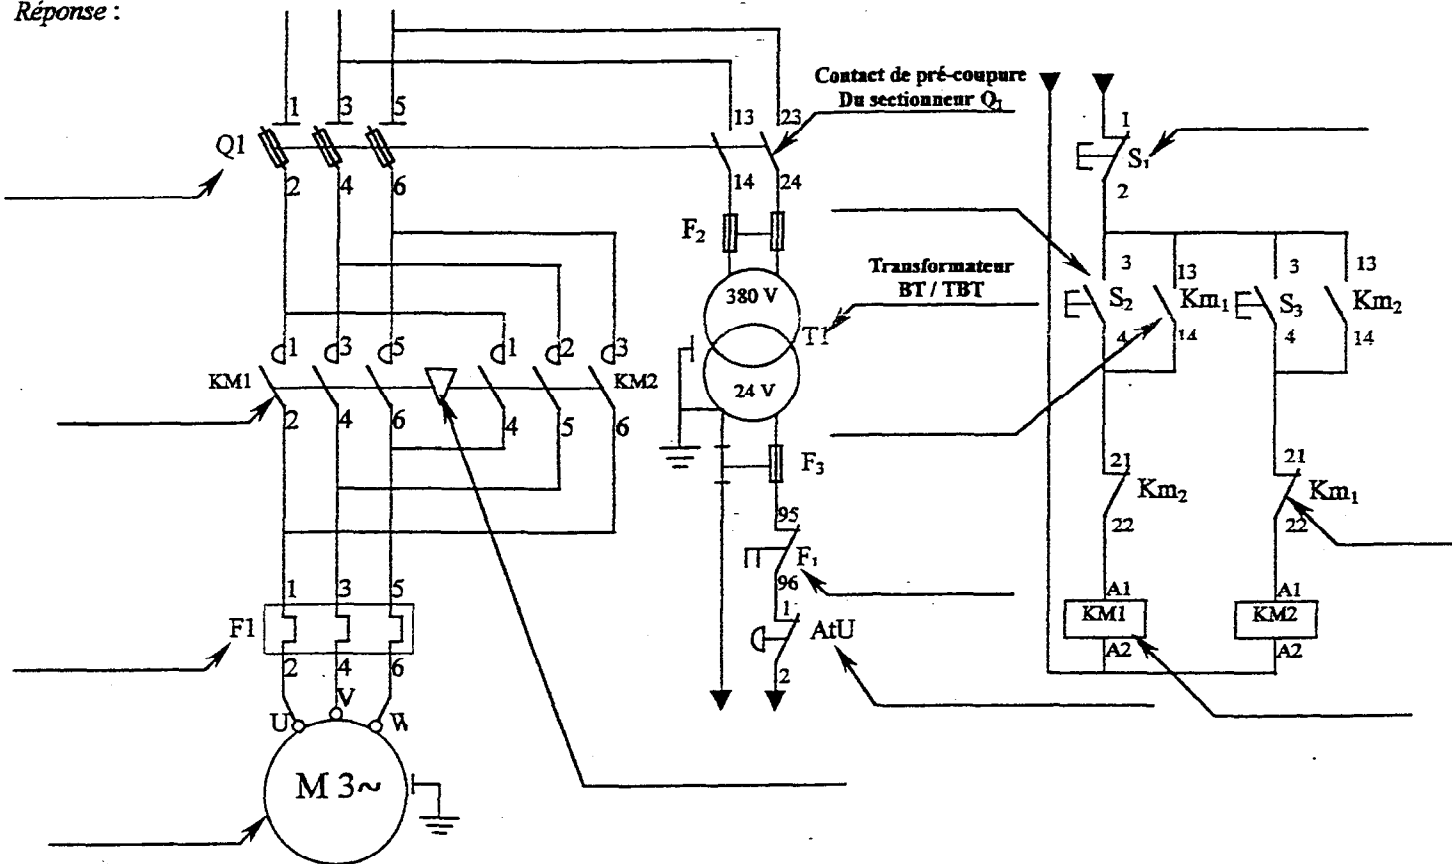 Réponse :
Contact de pré-coupure
Du sectionneur Q1
1 3 5 13 23 1
Q1 S1
2 4 6 14 24 2
F2
3 13 3 13
Transformateur
BT / TBT
380 V
S2 Km1 S3 Km2
T1
4 14 4 14
1 3 5 1 2 3
KM1 KM2
24 V
2 4 6 4 5 6
F3
21 21
Km2 Km1
22 22
95
F1
96
1 3 5
F1
2 4 6
1
AtU
2
A1 A1
KM1 KM2
A2 A2
U V W
M 3~